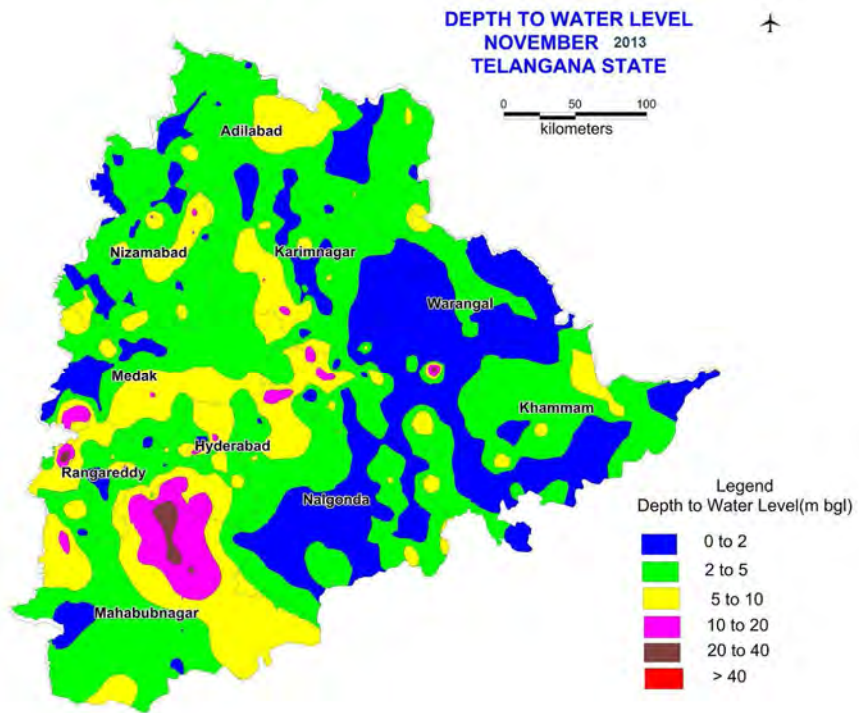 DEPTH TO WATER LEVEL
NOVEMBER 2013
TELANGANA STATE
0 50 100
kilometers
Adilabad
Nizamabad
Karimnagar
Warangal
Medak
Khammam
Hyderabad
Rangareddy
Nalgonda
Mahabubnagar
Legend
Depth to Water Level(m bgl)
0 to 2
2 to 5
5 to 10
10 to 20
20 to 40
> 40